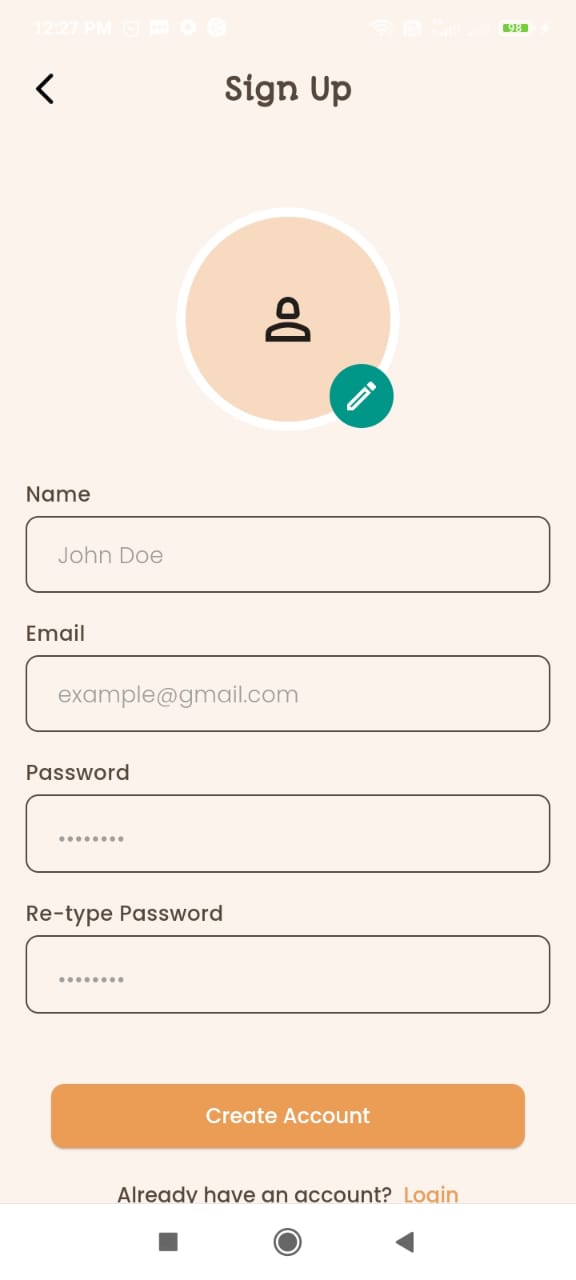 12:27 PM
98
Sign Up
Name
John Doe
Email
example@gmail.com
Password
••••••••
Re-type Password
••••••••
Create Account
Already have an account? Login